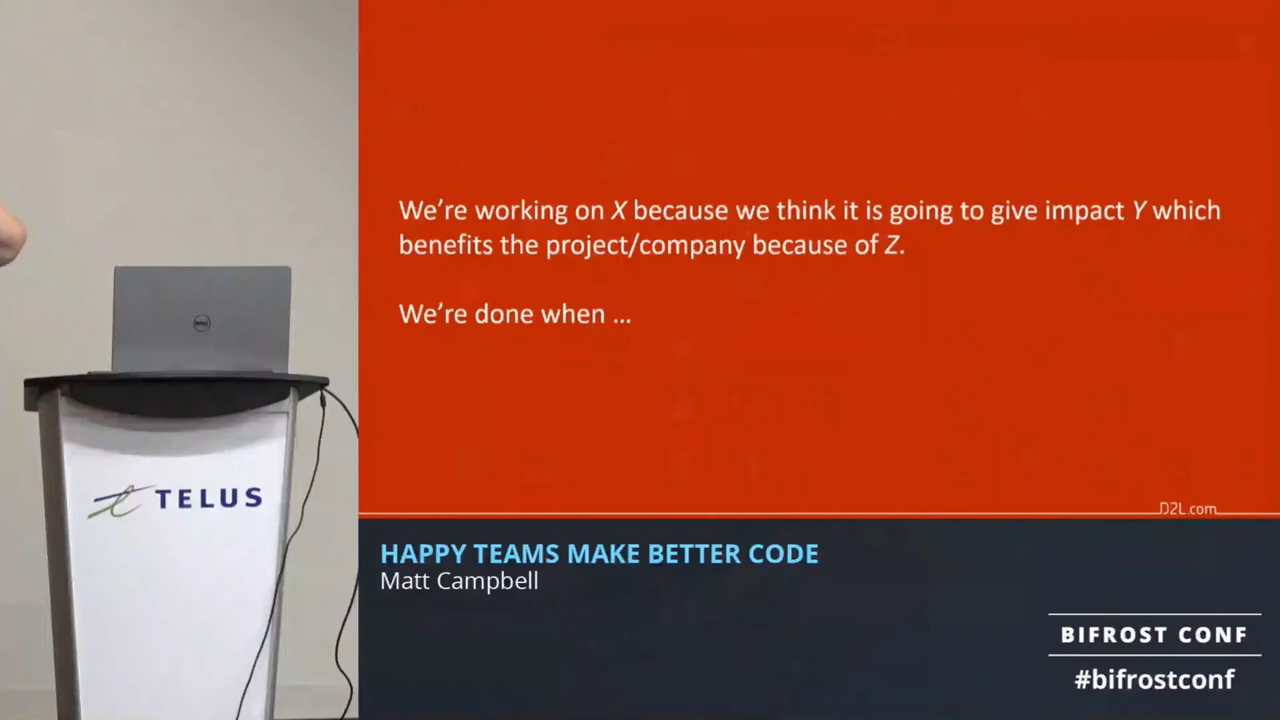 We're working on X because we think it is going to give impact Y which
benefits the project/company because of Z.
We're done when ...
D2L.com
DELL
TELUS
HAPPY TEAMS MAKE BETTER CODE
Matt Campbell
BIFROST CONF
#bifrostconf